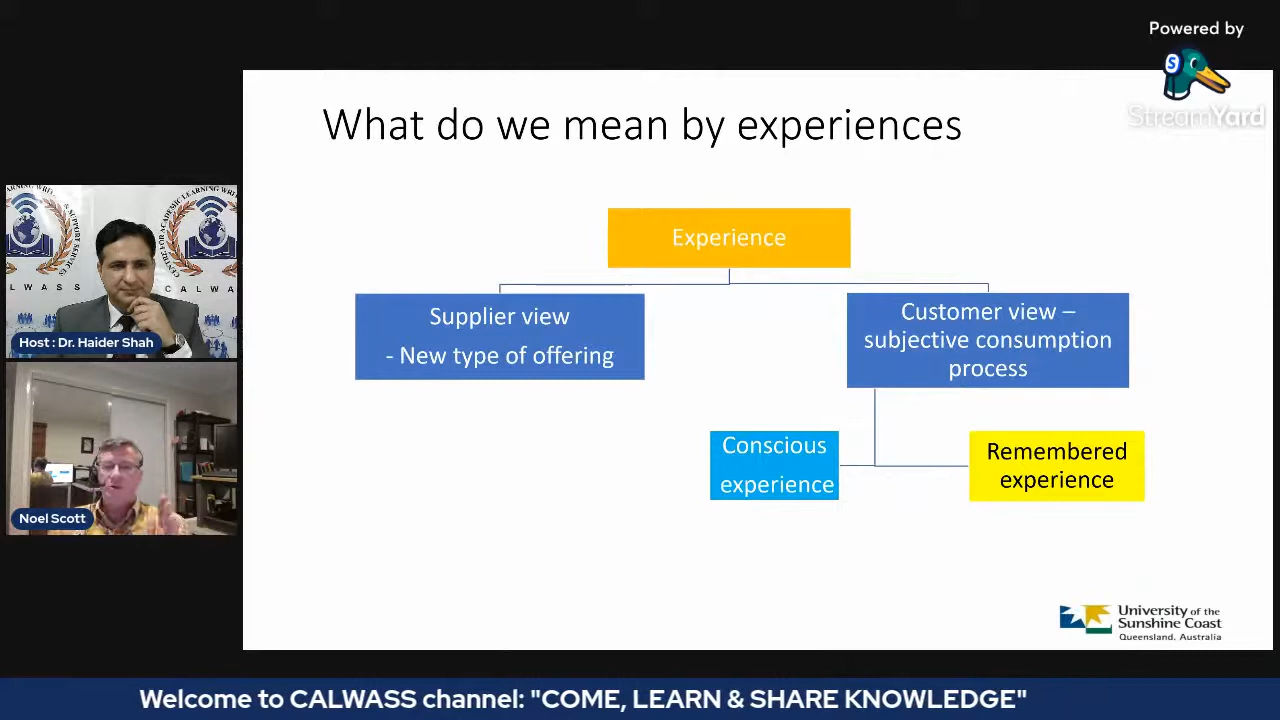 Powered by
StreamYard
What do we mean by experiences
Experience
Supplier view
- New type of offering
Customer view –
subjective consumption
process
Conscious
experience
Remembered
experience
CALWASS
Host : Dr. Haider Shah
Noel Scott
University of the
Sunshine Coast
Queensland, Australia
Welcome to CALWASS channel: "COME, LEARN & SHARE KNOWLEDGE"